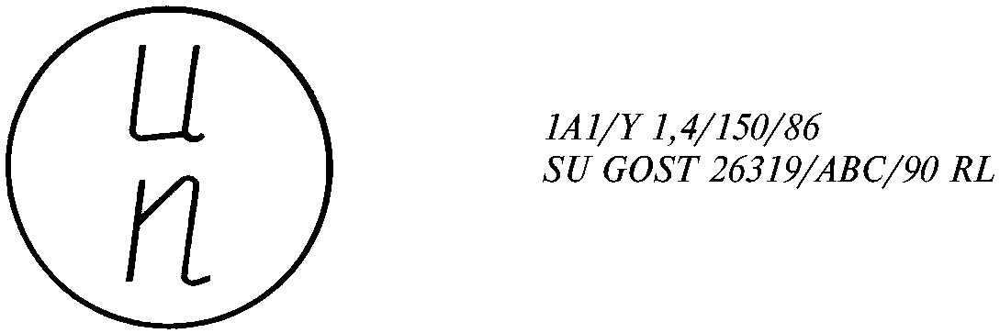 u
n
1A1/Y 1,4/150/86
SU GOST 26319/ABC/90 RL